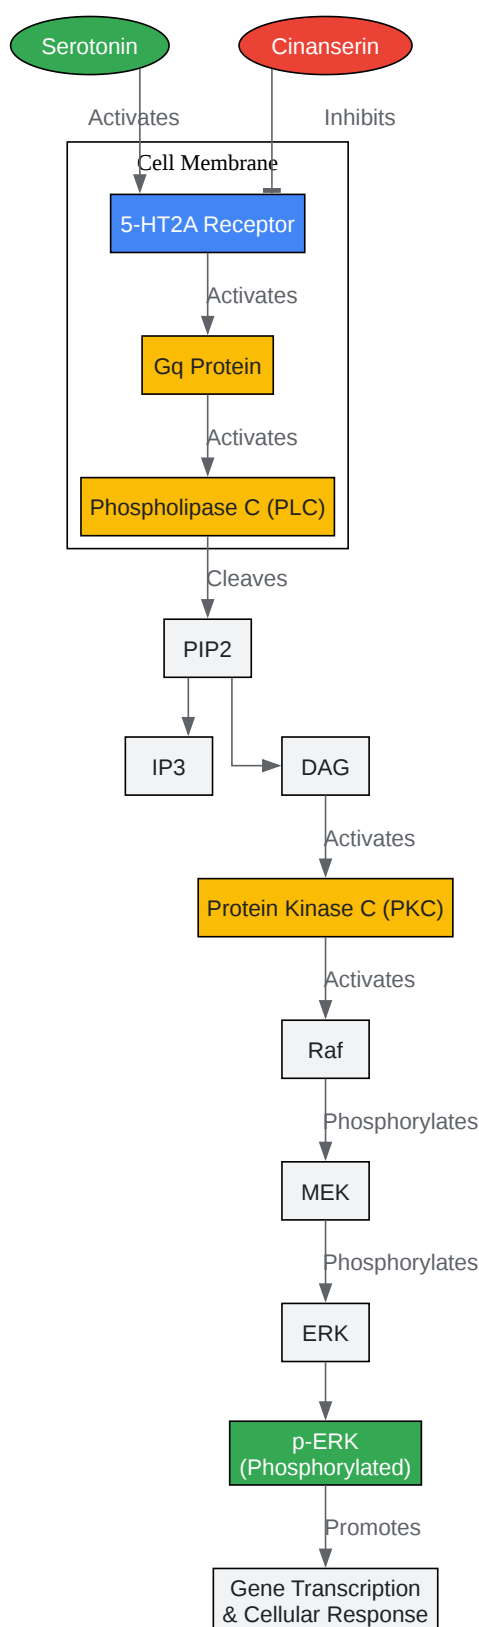 Serotonin
Cinanserin
Activates
Inhibits
Cell Membrane
5-HT2A Receptor
Activates
Gq Protein
Activates
Phospholipase C (PLC)
Cleaves
PIP2
IP3
DAG
Activates
Protein Kinase C (PKC)
Activates
Raf
Phosphorylates
MEK
Phosphorylates
ERK
p-ERK
(Phosphorylated)
Promotes
Gene Transcription
& Cellular Response